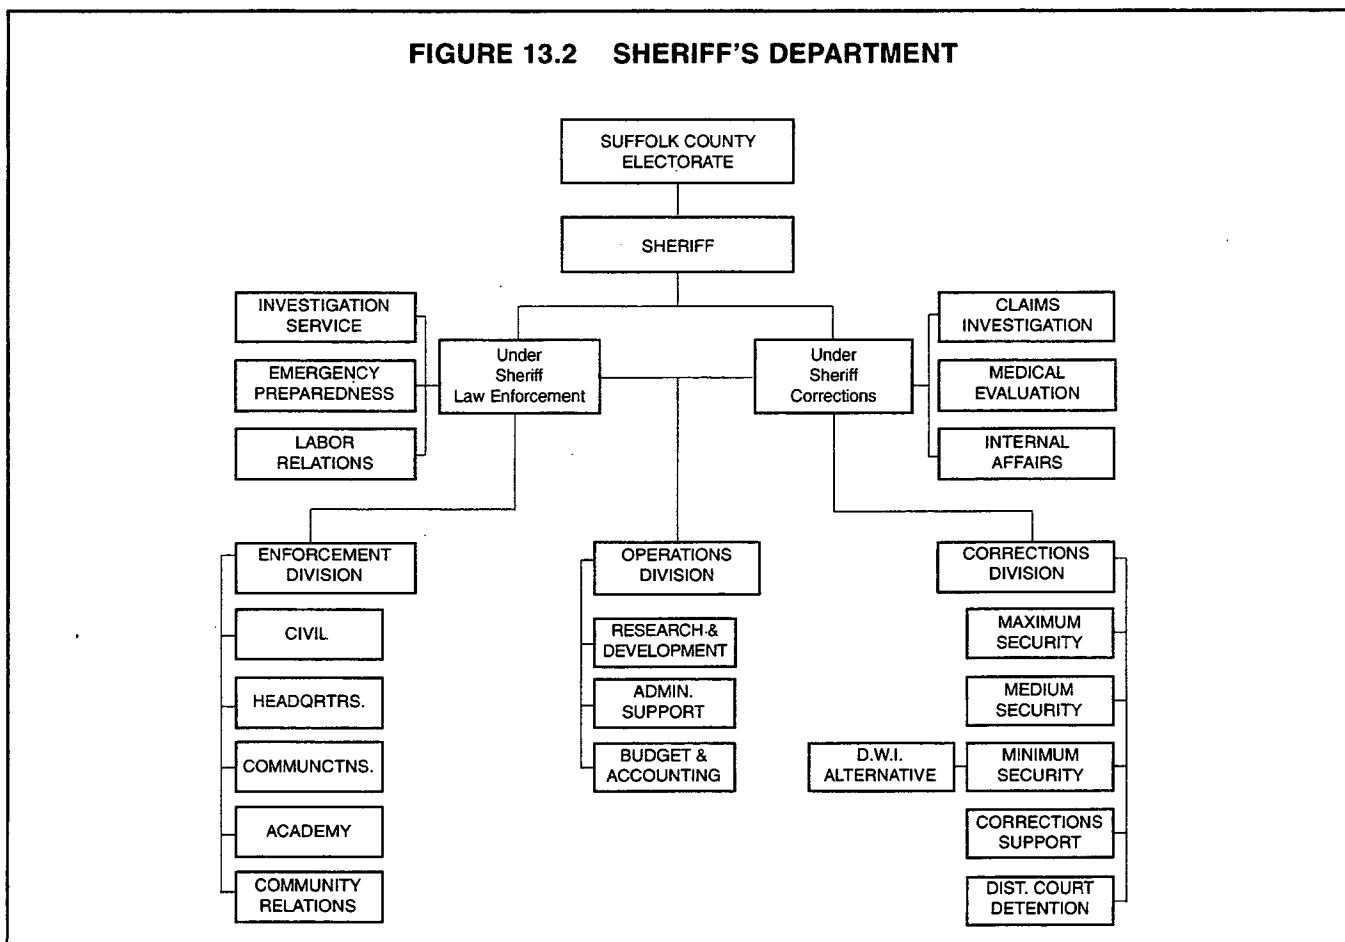 FIGURE 13.2 SHERIFF'S DEPARTMENT
SUFFOLK COUNTY
ELECTORATE
SHERIFF
INVESTIGATION
SERVICE
EMERGENCY
PREPAREDNESS
LABOR
RELATIONS
Under
Sheriff
Law Enforcement
Under
Sheriff
Corrections
CLAIMS
INVESTIGATION
MEDICAL
EVALUATION
INTERNAL
AFFAIRS
ENFORCEMENT
DIVISION
CIVIL
HEADQRTRS.
COMMUNCTNS.
ACADEMY
COMMUNITY
RELATIONS
OPERATIONS
DIVISION
RESEARCH &
DEVELOPMENT
ADMIN.
SUPPORT
BUDGET &
ACCOUNTING
CORRECTIONS
DIVISION
MAXIMUM
SECURITY
MEDIUM
SECURITY
D.W.I.
ALTERNATIVE
MINIMUM
SECURITY
CORRECTIONS
SUPPORT
DIST. COURT
DETENTION